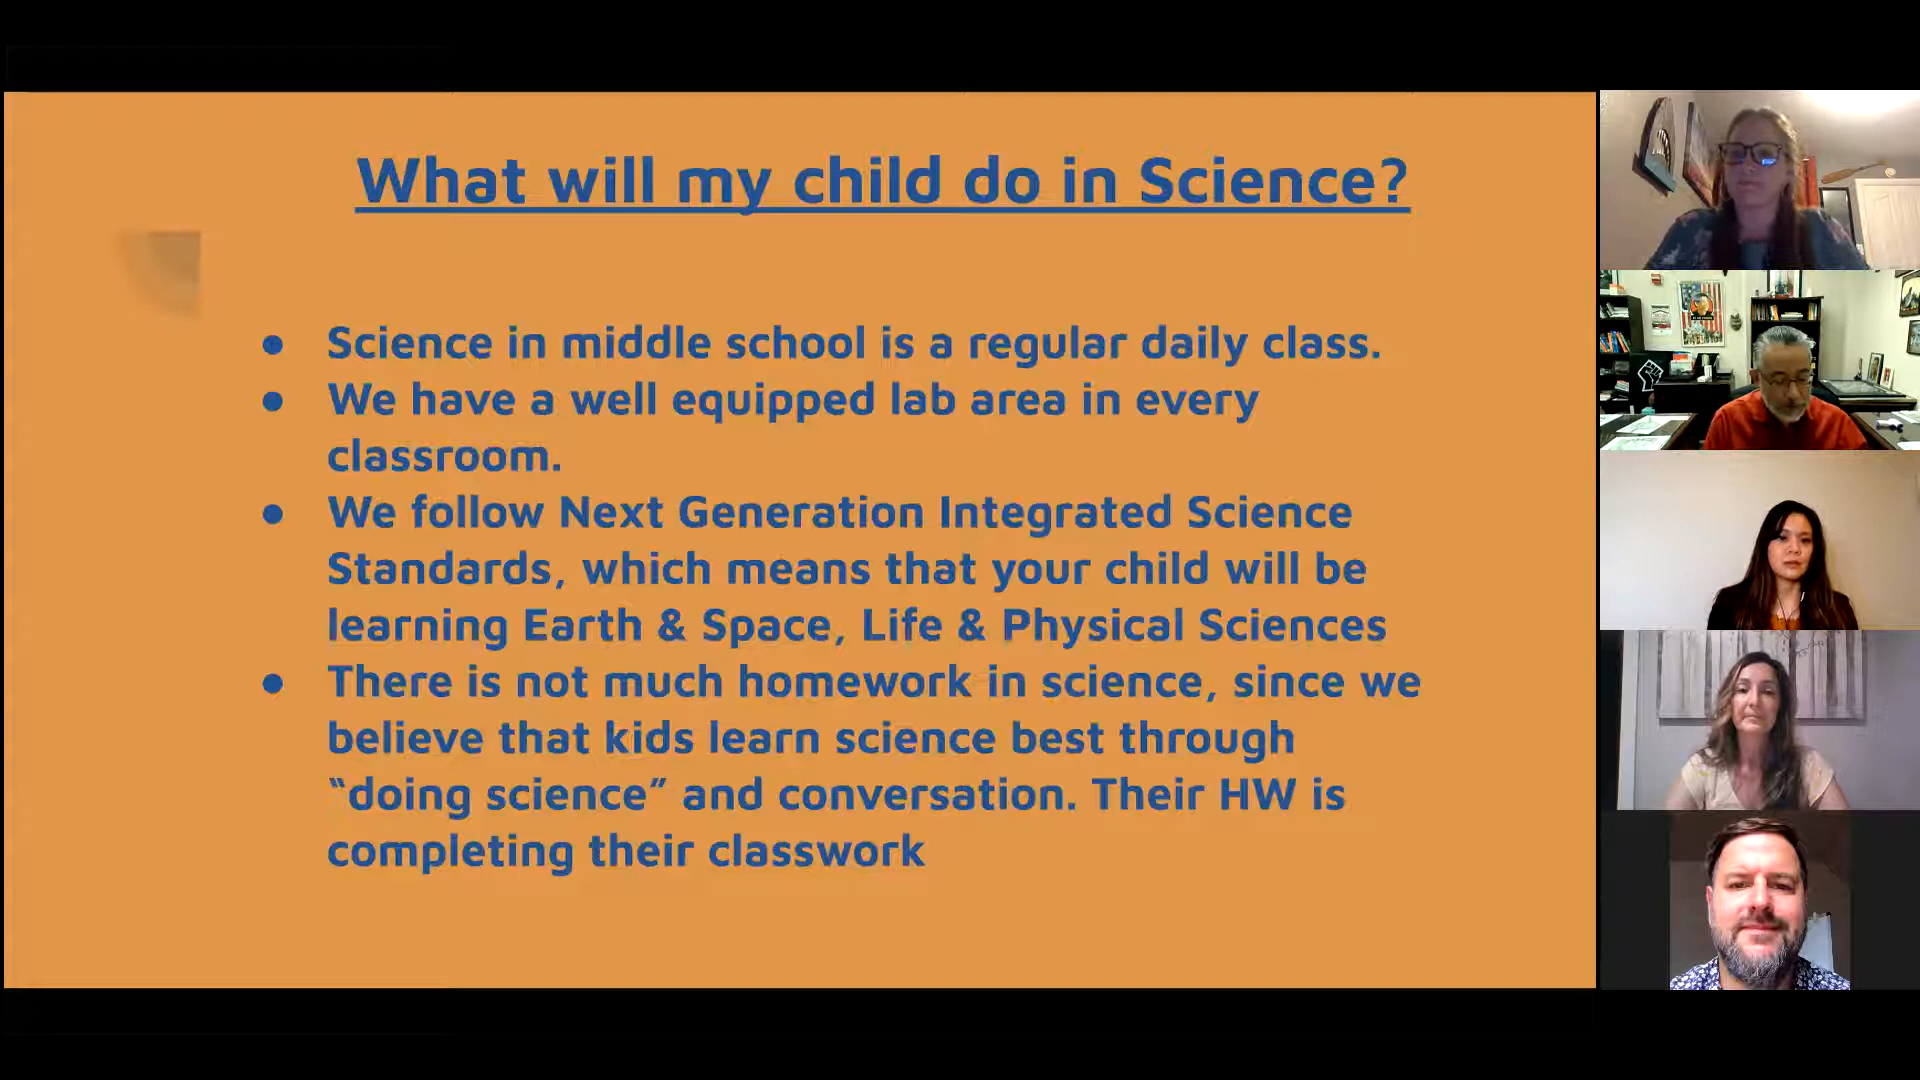 What will my child do in Science?
● Science in middle school is a regular daily class.
● We have a well equipped lab area in every
classroom.
● We follow Next Generation Integrated Science
Standards, which means that your child will be
learning Earth & Space, Life & Physical Sciences
● There is not much homework in science, since we
believe that kids learn science best through
“doing science” and conversation. Their HW is
completing their classwork